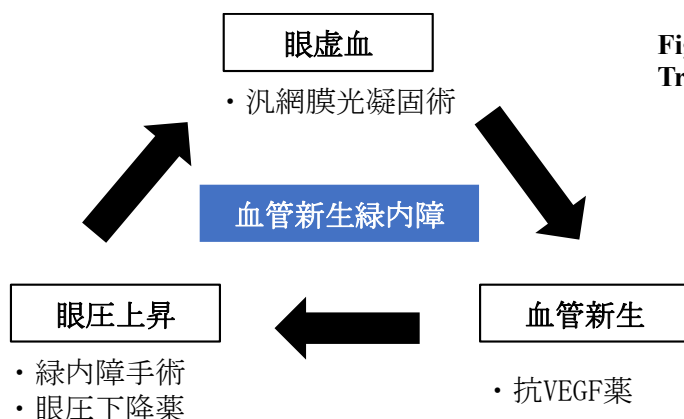 眼虚血
・汎網膜光凝固術
Fi
Tr
血管新生緑内障
眼圧上昇
・緑内障手術
・眼圧下降薬
血管新生
・抗VEGF薬